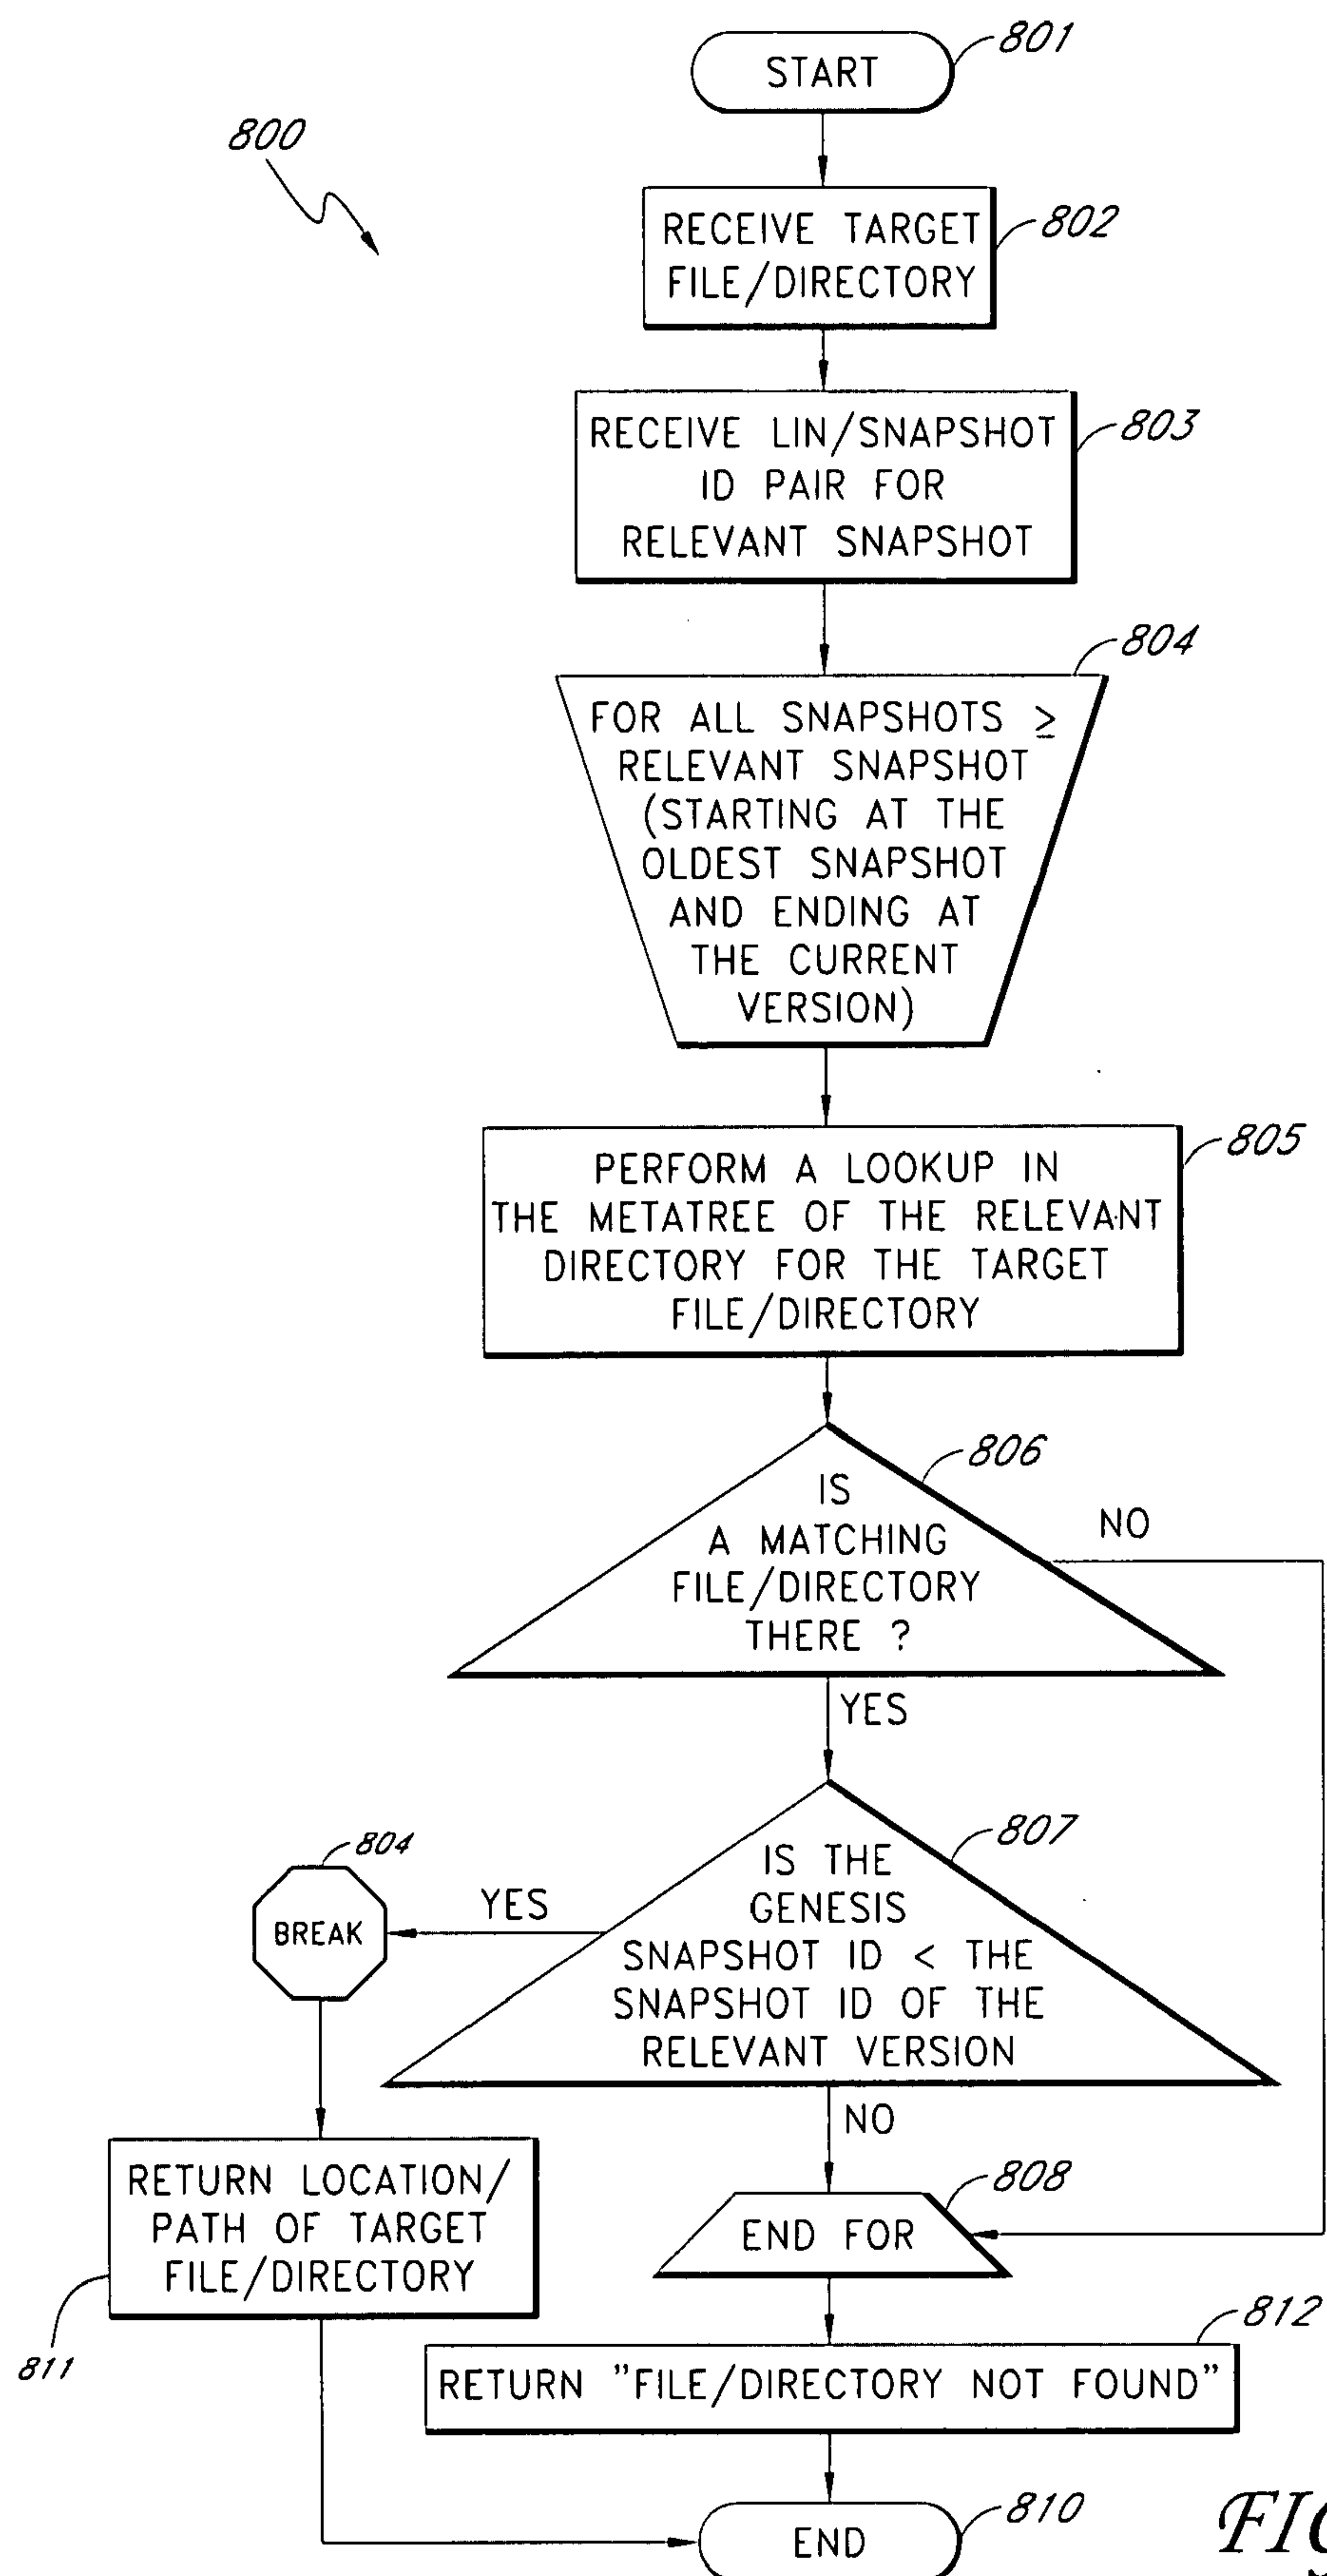 START
801
800
RECEIVE TARGET
FILE/DIRECTORY
802
RECEIVE LIN/SNAPSHOT
ID PAIR FOR
RELEVANT SNAPSHOT
803
804
FOR ALL SNAPSHOTS ≥
RELEVANT SNAPSHOT
(STARTING AT THE
OLDEST SNAPSHOT
AND ENDING AT
THE CURRENT
VERSION)
805
PERFORM A LOOKUP IN
THE METATREE OF THE RELEVANT
DIRECTORY FOR THE TARGET
FILE/DIRECTORY
806
IS
A MATCHING
FILE/DIRECTORY
THERE ?
NO
YES
807
IS THE
GENESIS
SNAPSHOT ID < THE
SNAPSHOT ID OF THE
RELEVANT VERSION
YES
804
BREAK
NO
808
END FOR
RETURN LOCATION/
PATH OF TARGET
FILE/DIRECTORY
811
812
RETURN "FILE/DIRECTORY NOT FOUND"
810
END